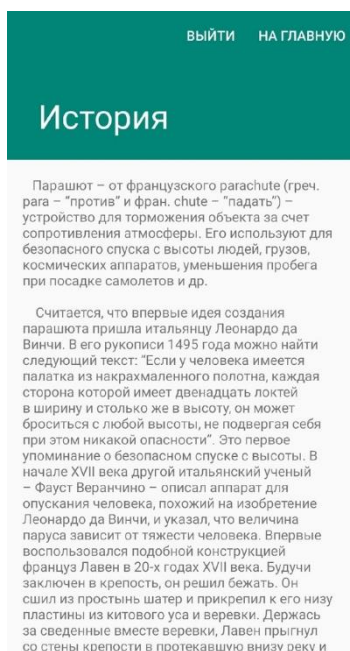 ВЫЙТИ НА ГЛАВНУЮ
История
Парашют – от французского parachute (греч.
para – “против” и фран. chute – “падать”) –
устройство для торможения объекта за счет
сопротивления атмосферы. Его используют для
безопасного спуска с высоты людей, грузов,
космических аппаратов, уменьшения пробега
при посадке самолетов и др.
Считается, что впервые идея создания
парашюта пришла итальянцу Леонардо да
Винчи. В его рукописи 1495 года можно найти
следующий текст: “Если у человека имеется
палатка из накрахмаленного полотна, каждая
сторона которой имеет двенадцать локтей
в ширину и столько же в высоту, он может
броситься с любой высоты, не подвергая себя
при этом никакой опасности”. Это первое
упоминание о безопасном спуске с высоты. В
начале XVII века другой итальянский ученый
– Фауст Веранчино – описал аппарат для
опускания человека, похожий на изобретение
Леонардо да Винчи, и указал, что величина
паруса зависит от тяжести человека. Впервые
воспользовался подобной конструкцией
француз Лавен в 20-х годах XVII века. Будучи
заключен в крепость, он решил бежать. Он
сшил из простынь шатер и прикрепил к его низу
пластины из китового уса и веревки. Держась
за сведенные вместе веревки, Лавен прыгнул
со стены крепости в протекавшую внизу реку и